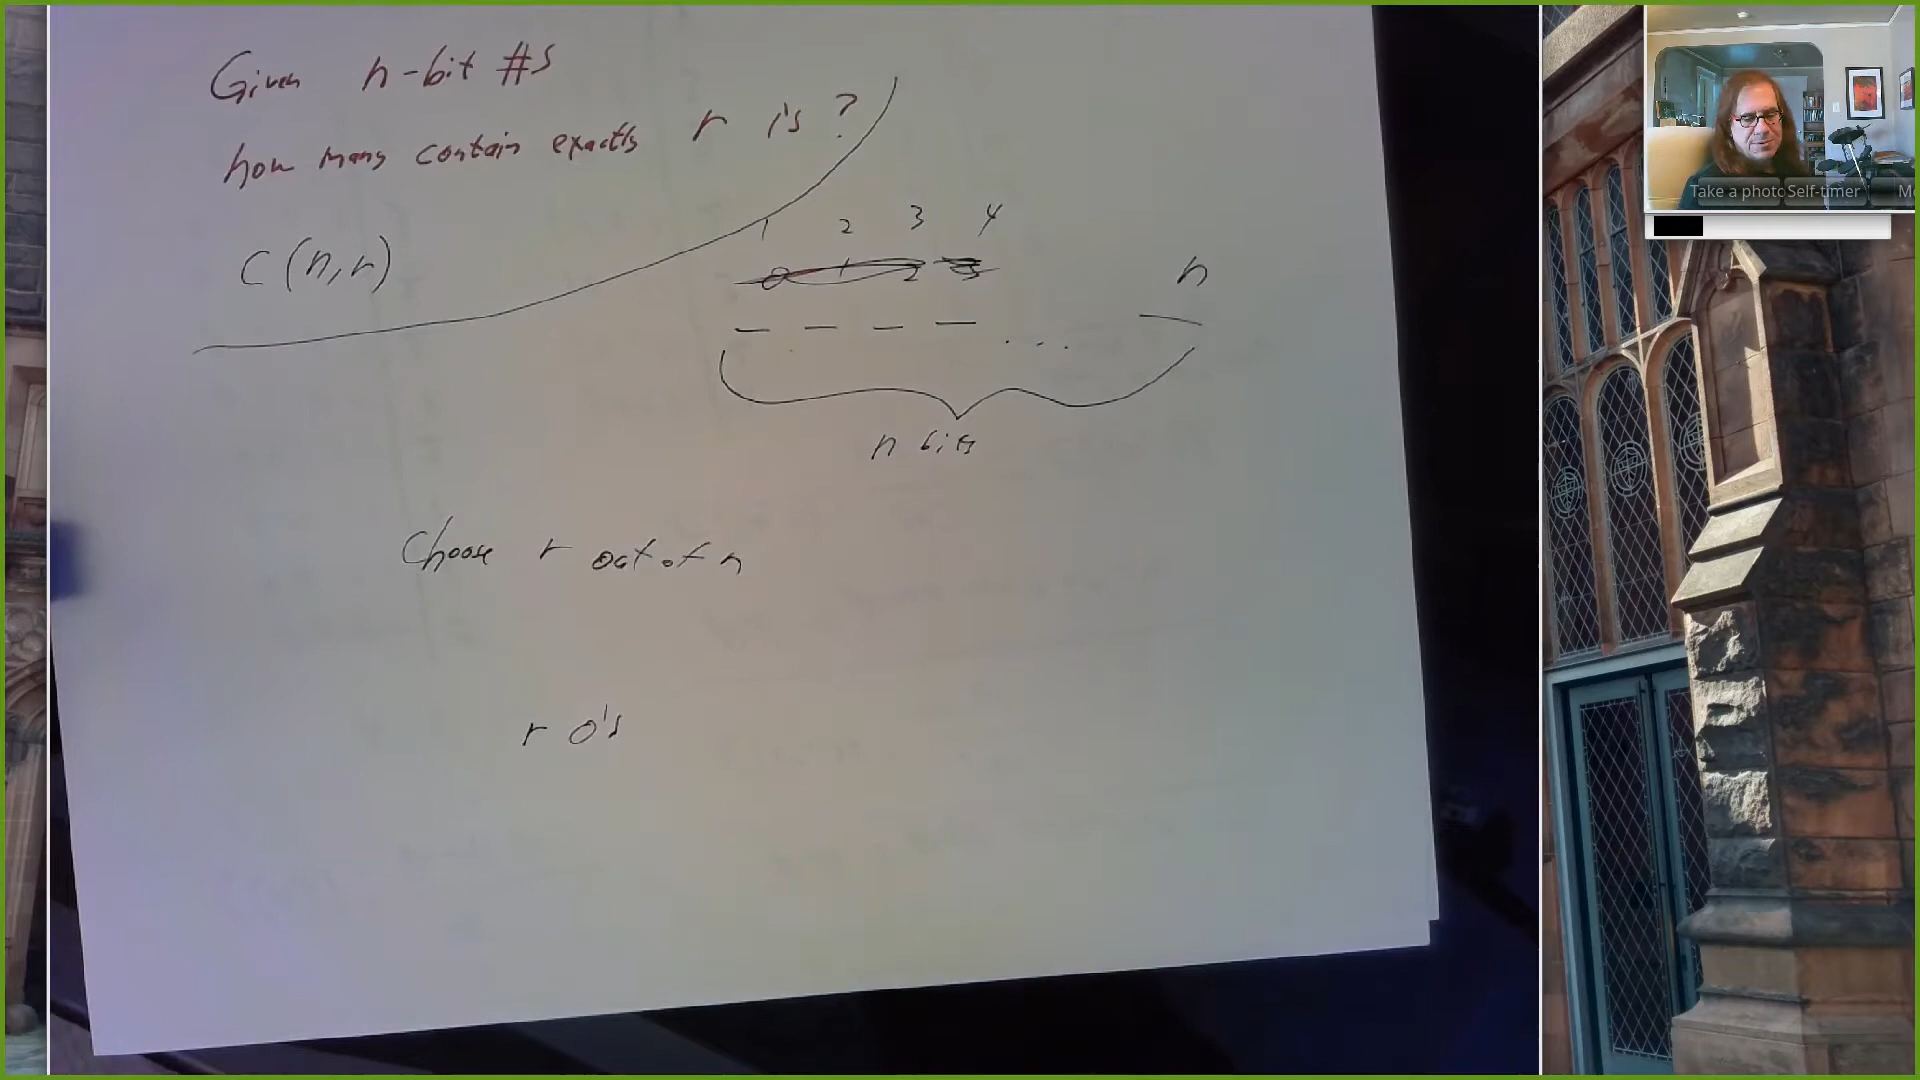 Given n-bit #s
how many contain exactly r 1's ?
C(n,r)
1 2 3 4
n
. . .
n bits
Choose r out of n
r 0's
Take a photo Self-timer